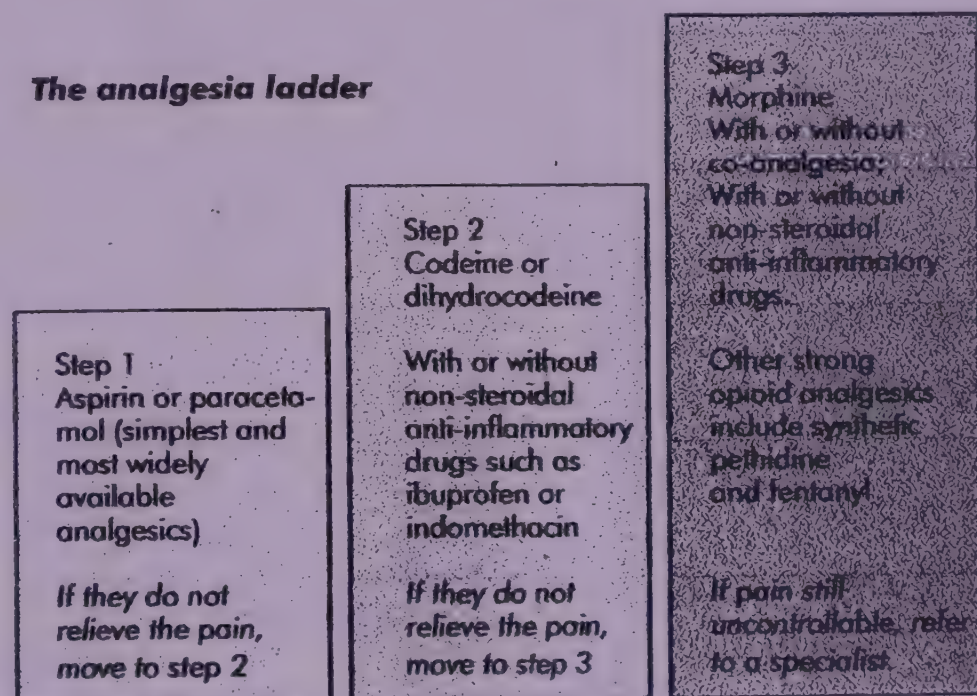 The analgesia ladder
Step 1
Aspirin or paraceta-
mol (simplest and
most widely
available
analgesics)
If they do not
relieve the pain,
move to step 2
Step 2
Codeine or
dihydrocodeine
With or without
non-steroidal
anti-inflammatory
drugs such as
ibuprofen or
indomethacin
If they do not
relieve the pain,
move to step 3
Step 3
Morphine
With or without
co-analgesia;
With or without
non-steroidal
anti-inflammatory
drugs.
Other strong
opioid analgesics
include synthetic
pethidine
and fentanyl
If pain still
uncontrollable, refer
to a specialist